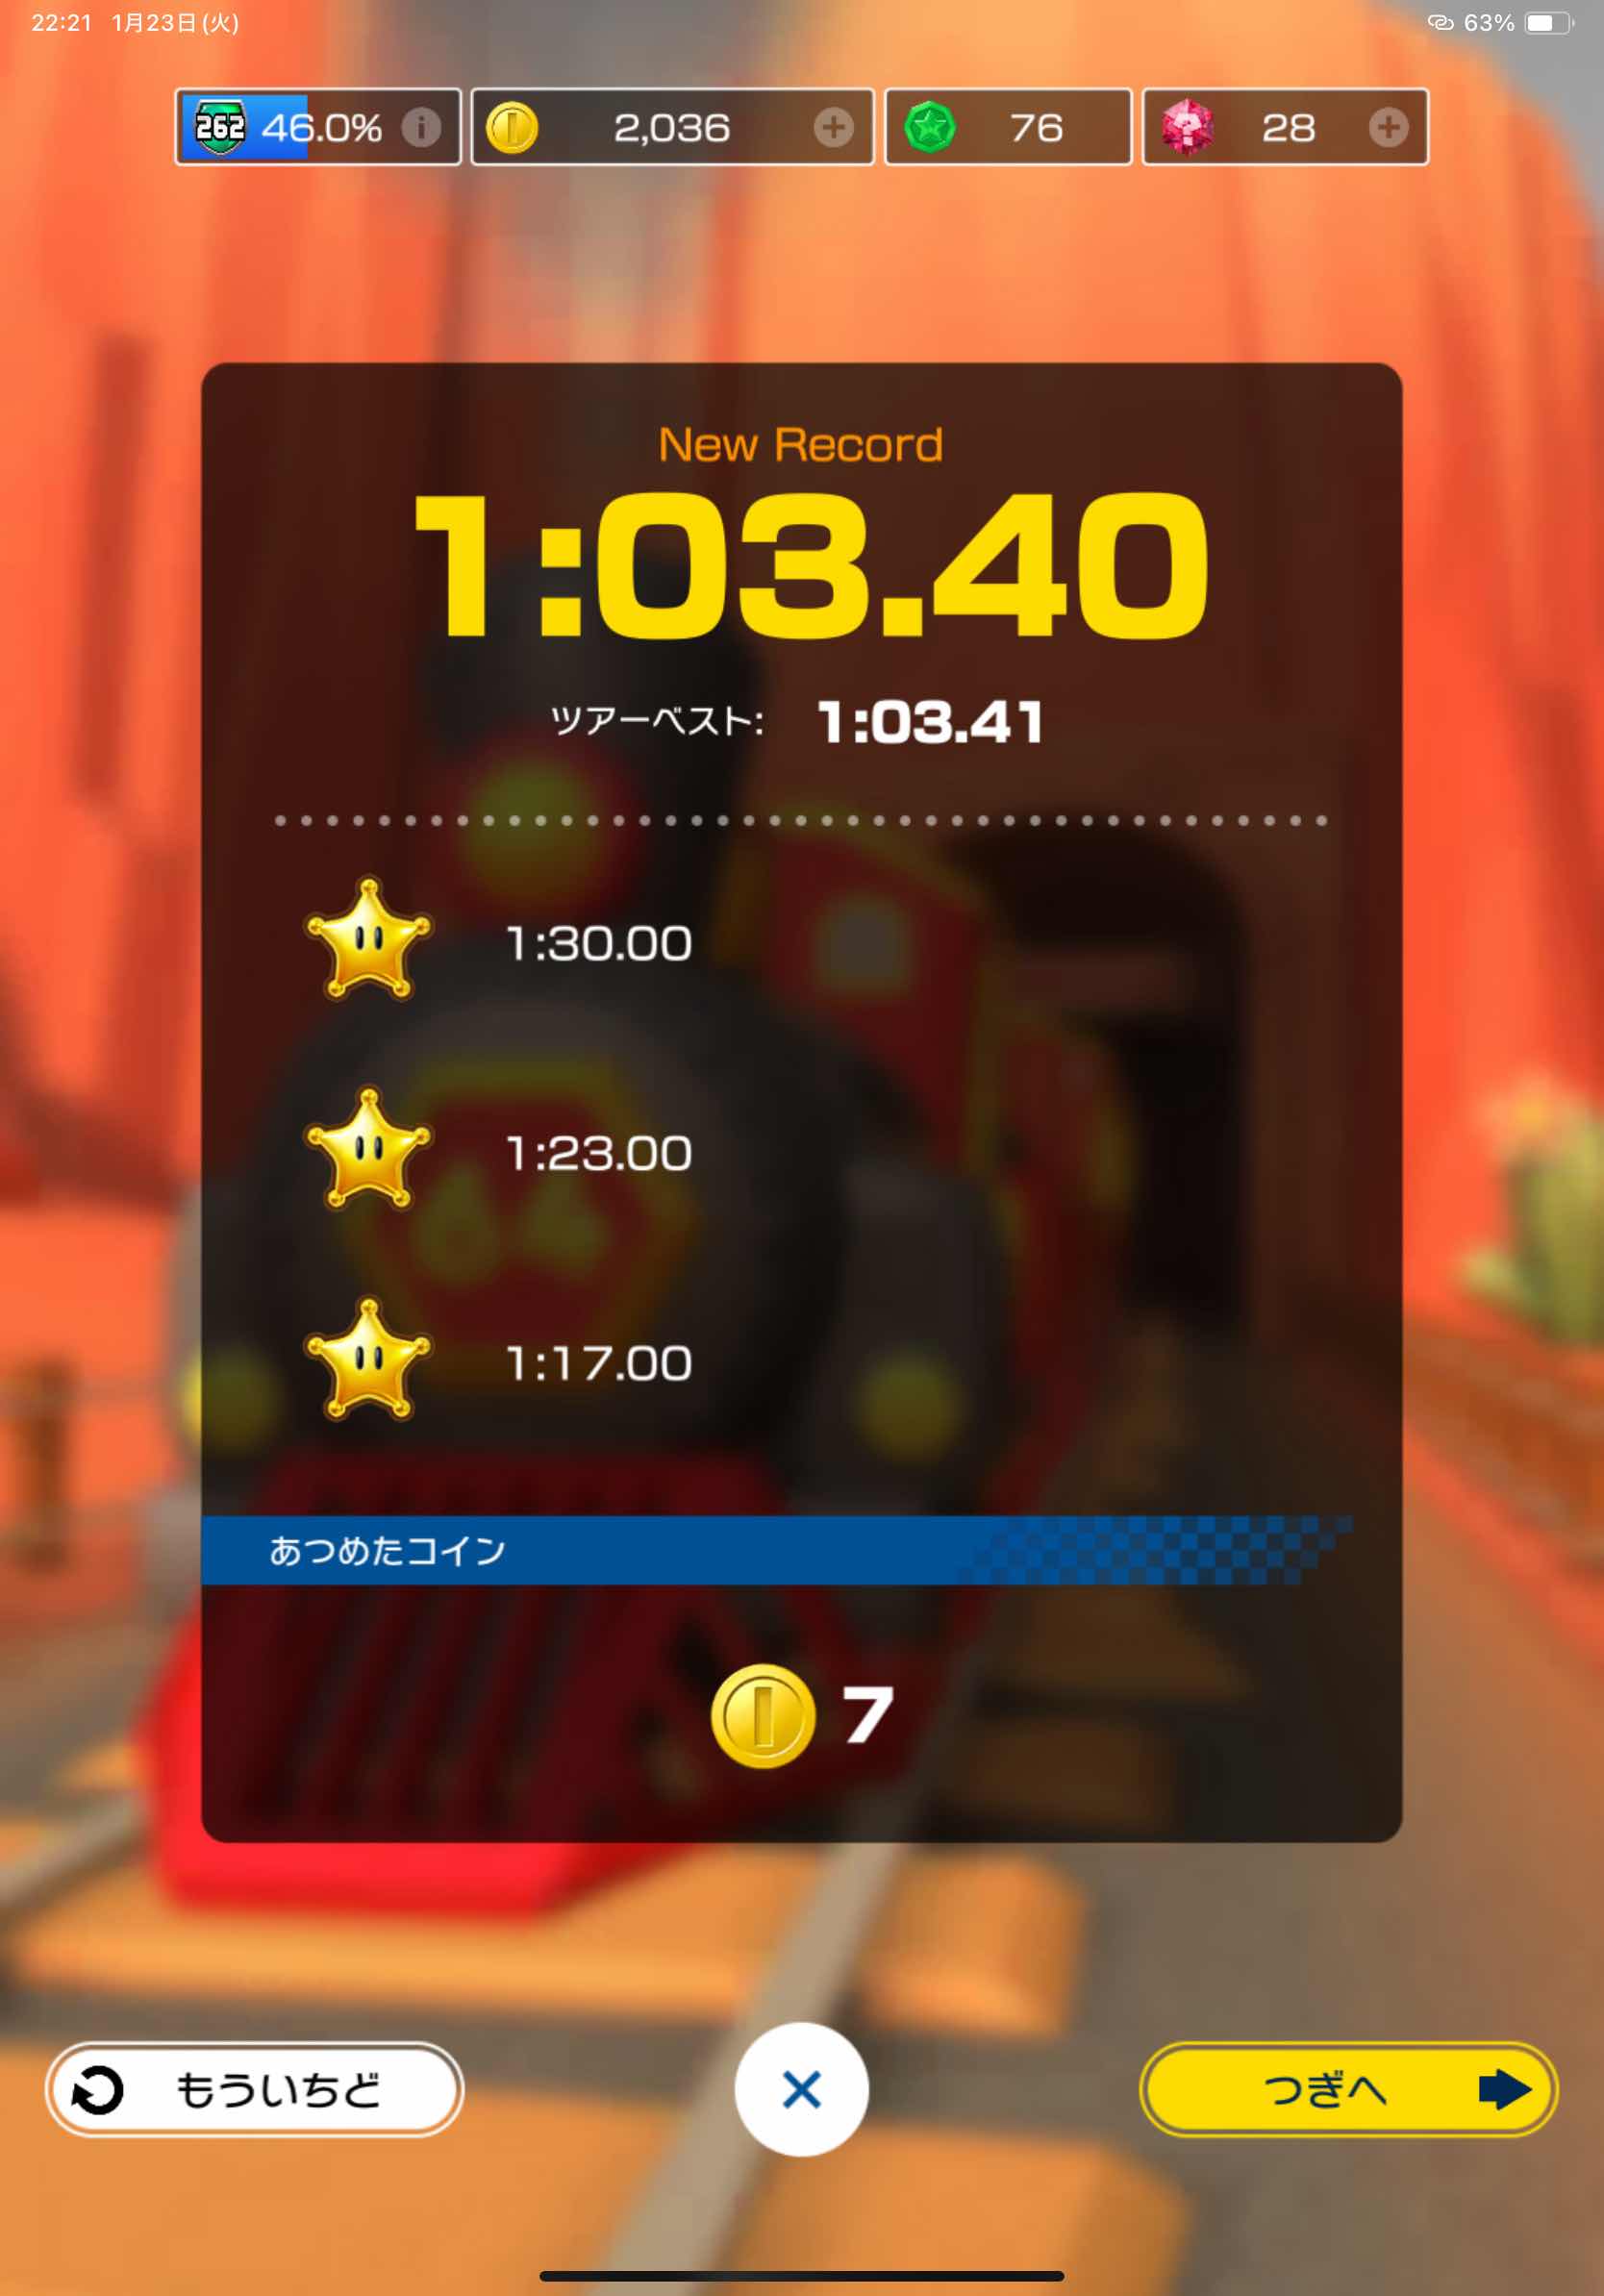 22:21 1月23日(火) 63%
262 46.0% 2,036 76 28
New Record
1:03.40
ツアーベスト: 1:03.41
1:30.00
1:23.00
1:17.00
あつめたコイン
7
もういちど
つぎへ